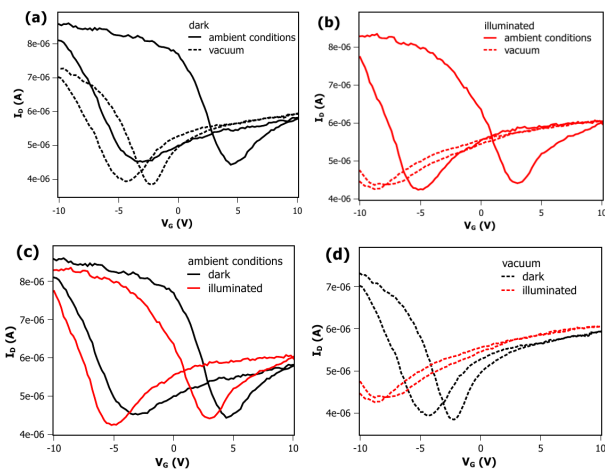 (a)
dark
ambient conditions
vacuum
8e-06
7e-06
6e-06
5e-06
4e-06
I_D (A)
-10
-5
0
5
10
V_G (V)
(b)
illuminated
ambient conditions
vacuum
8e-06
7e-06
6e-06
5e-06
4e-06
I_D (A)
-10
-5
0
5
10
V_G (V)
(c)
ambient conditions
dark
illuminated
8e-06
7e-06
6e-06
5e-06
4e-06
I_D (A)
-10
-5
0
5
10
V_G (V)
(d)
vacuum
dark
illuminated
8e-06
7e-06
6e-06
5e-06
4e-06
I_D (A)
-10
-5
0
5
10
V_G (V)